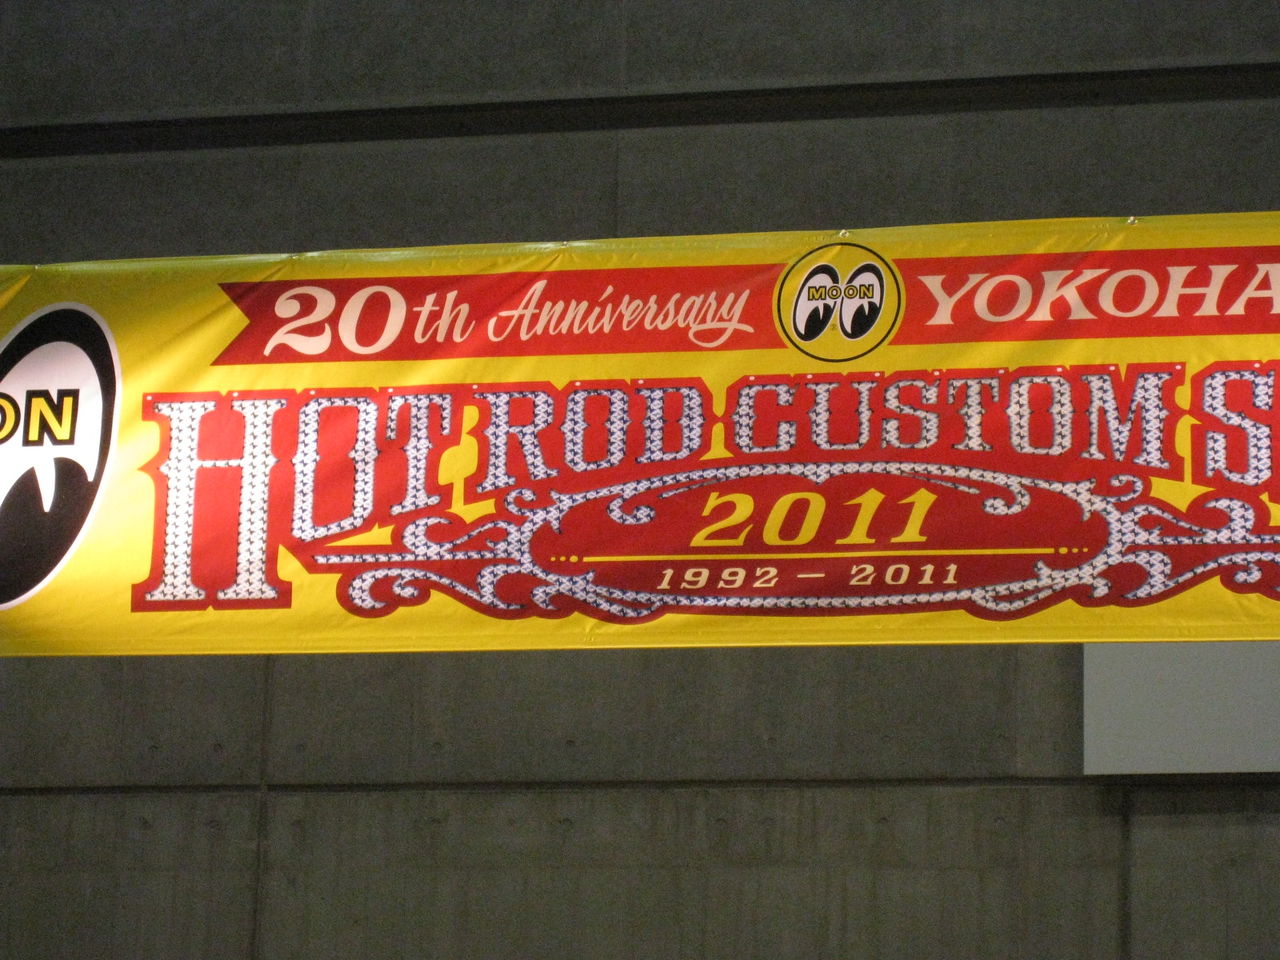 20th Anniversary MOON YOKOHA
ON
HOT ROD CUSTOM S
2011
1992 – 2011